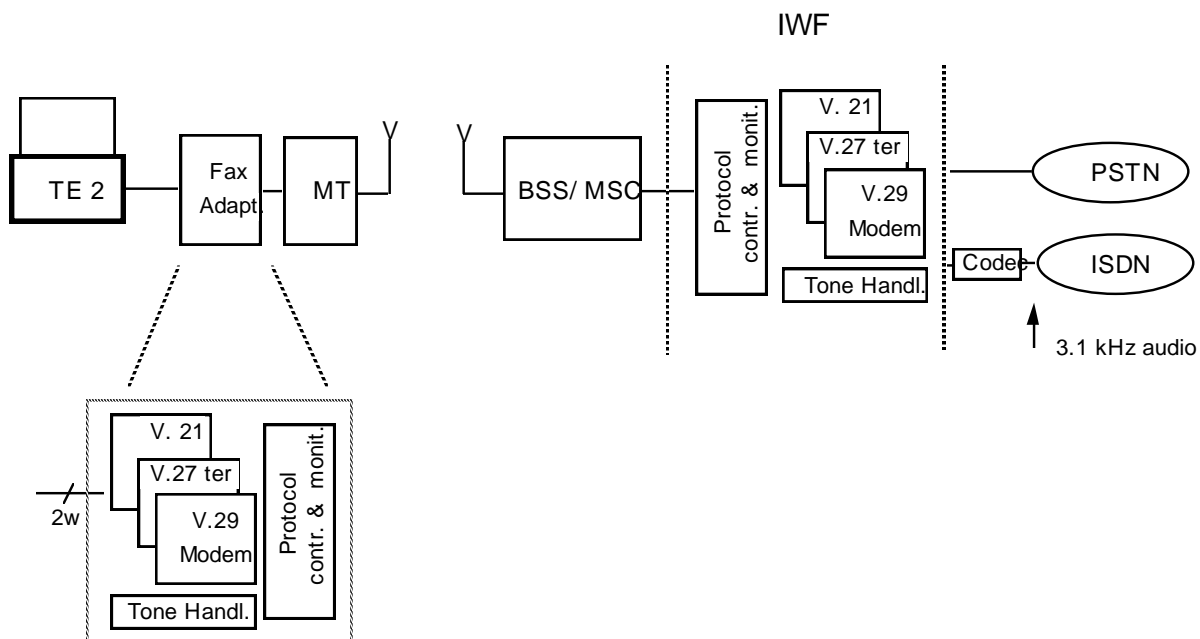 IWF
TE 2
Fax
Adapt.
MT
V
V
BSS/ MSC
Protocol
contr. & monit.
V. 21
V.27 ter
V.29
Modem
Tone Handl.
PSTN
Codec
ISDN
3.1 kHz audio
2w
V. 21
V.27 ter
V.29
Modem
Tone Handl.
Protocol
contr. & monit.